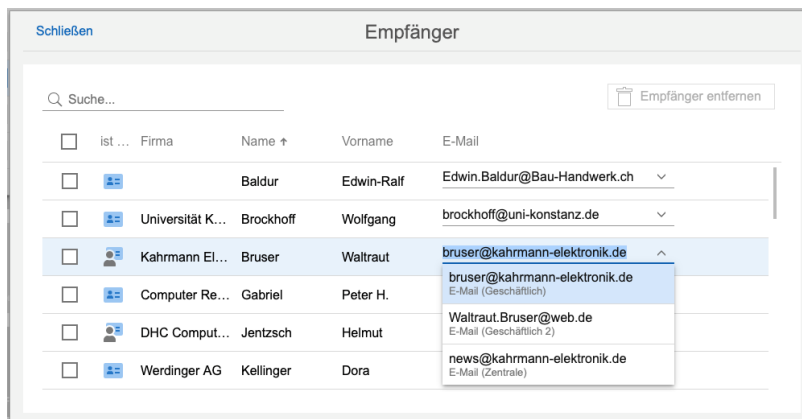 Schließen Empfänger
Suche... Empfänger entfernen
ist ... Firma Name ↑ Vorname E-Mail
Baldur Edwin-Ralf Edwin.Baldur@Bau-Handwerk.ch
Universität K... Brockhoff Wolfgang brockhoff@uni-konstanz.de
Kahrmann El... Bruser Waltraut bruser@kahrmann-elektronik.de
bruser@kahrmann-elektronik.de
E-Mail (Geschäftlich)
Computer Re... Gabriel Peter H.
Waltraut.Bruser@web.de
E-Mail (Geschäftlich 2)
DHC Comput... Jentzsch Helmut
news@kahrmann-elektronik.de
E-Mail (Zentrale)
Werdinger AG Kellinger Dora